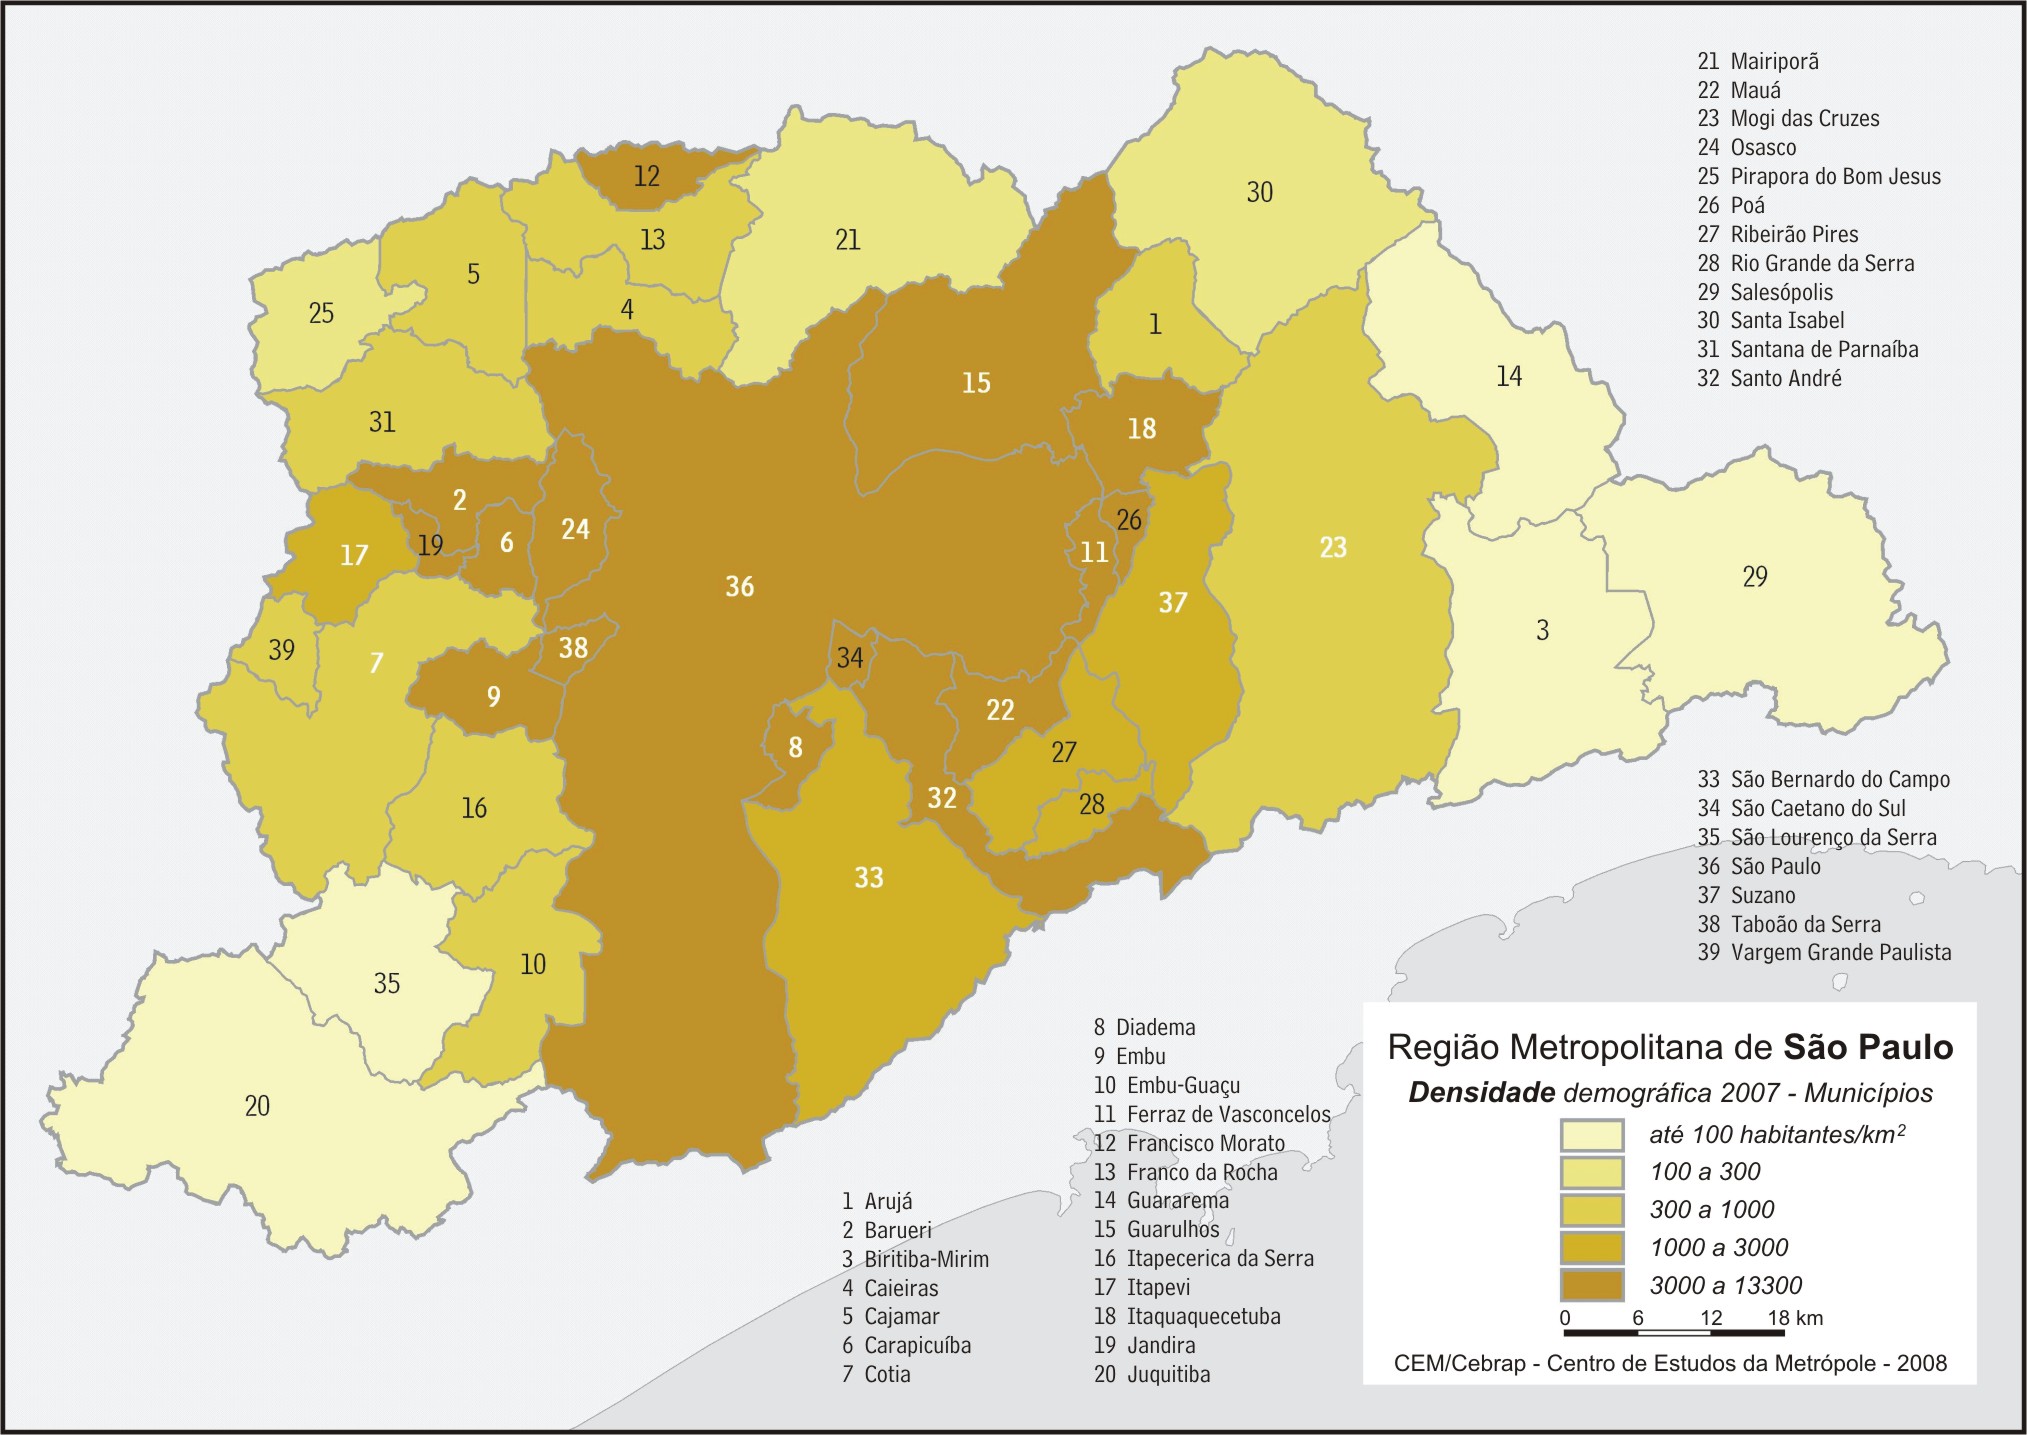 12
30
21
13
5
4
25
1
14
15
31
18
2
26
24
17
19
6
11
23
36
29
37
3
39
7
38
34
9
22
8
27
32
28
16
33
10
35
20
21 Mairiporã
22 Mauá
23 Mogi das Cruzes
24 Osasco
25 Pirapora do Bom Jesus
26 Poá
27 Ribeirão Pires
28 Rio Grande da Serra
29 Salesópolis
30 Santa Isabel
31 Santana de Parnaíba
32 Santo André
33 São Bernardo do Campo
34 São Caetano do Sul
35 São Lourenço da Serra
36 São Paulo
37 Suzano
38 Taboão da Serra
39 Vargem Grande Paulista
1 Arujá
2 Barueri
3 Biritiba-Mirim
4 Caieiras
5 Cajamar
6 Carapicuíba
7 Cotia
8 Diadema
9 Embu
10 Embu-Guaçu
11 Ferraz de Vasconcelos
12 Francisco Morato
13 Franco da Rocha
14 Guararema
15 Guarulhos
16 Itapecerica da Serra
17 Itapevi
18 Itaquaquecetuba
19 Jandira
20 Juquitiba
Região Metropolitana de São Paulo
Densidade demográfica 2007 - Municípios
até 100 habitantes/km²
100 a 300
300 a 1000
1000 a 3000
3000 a 13300
0 6 12 18 km
CEM/Cebrap - Centro de Estudos da Metrópole - 2008